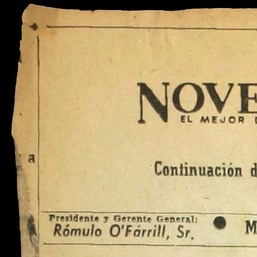 NOVE
EL MEJOR
Continuación d
a
Presidente y Gerente General:
Rómulo O'Fárrill, Sr. ● M